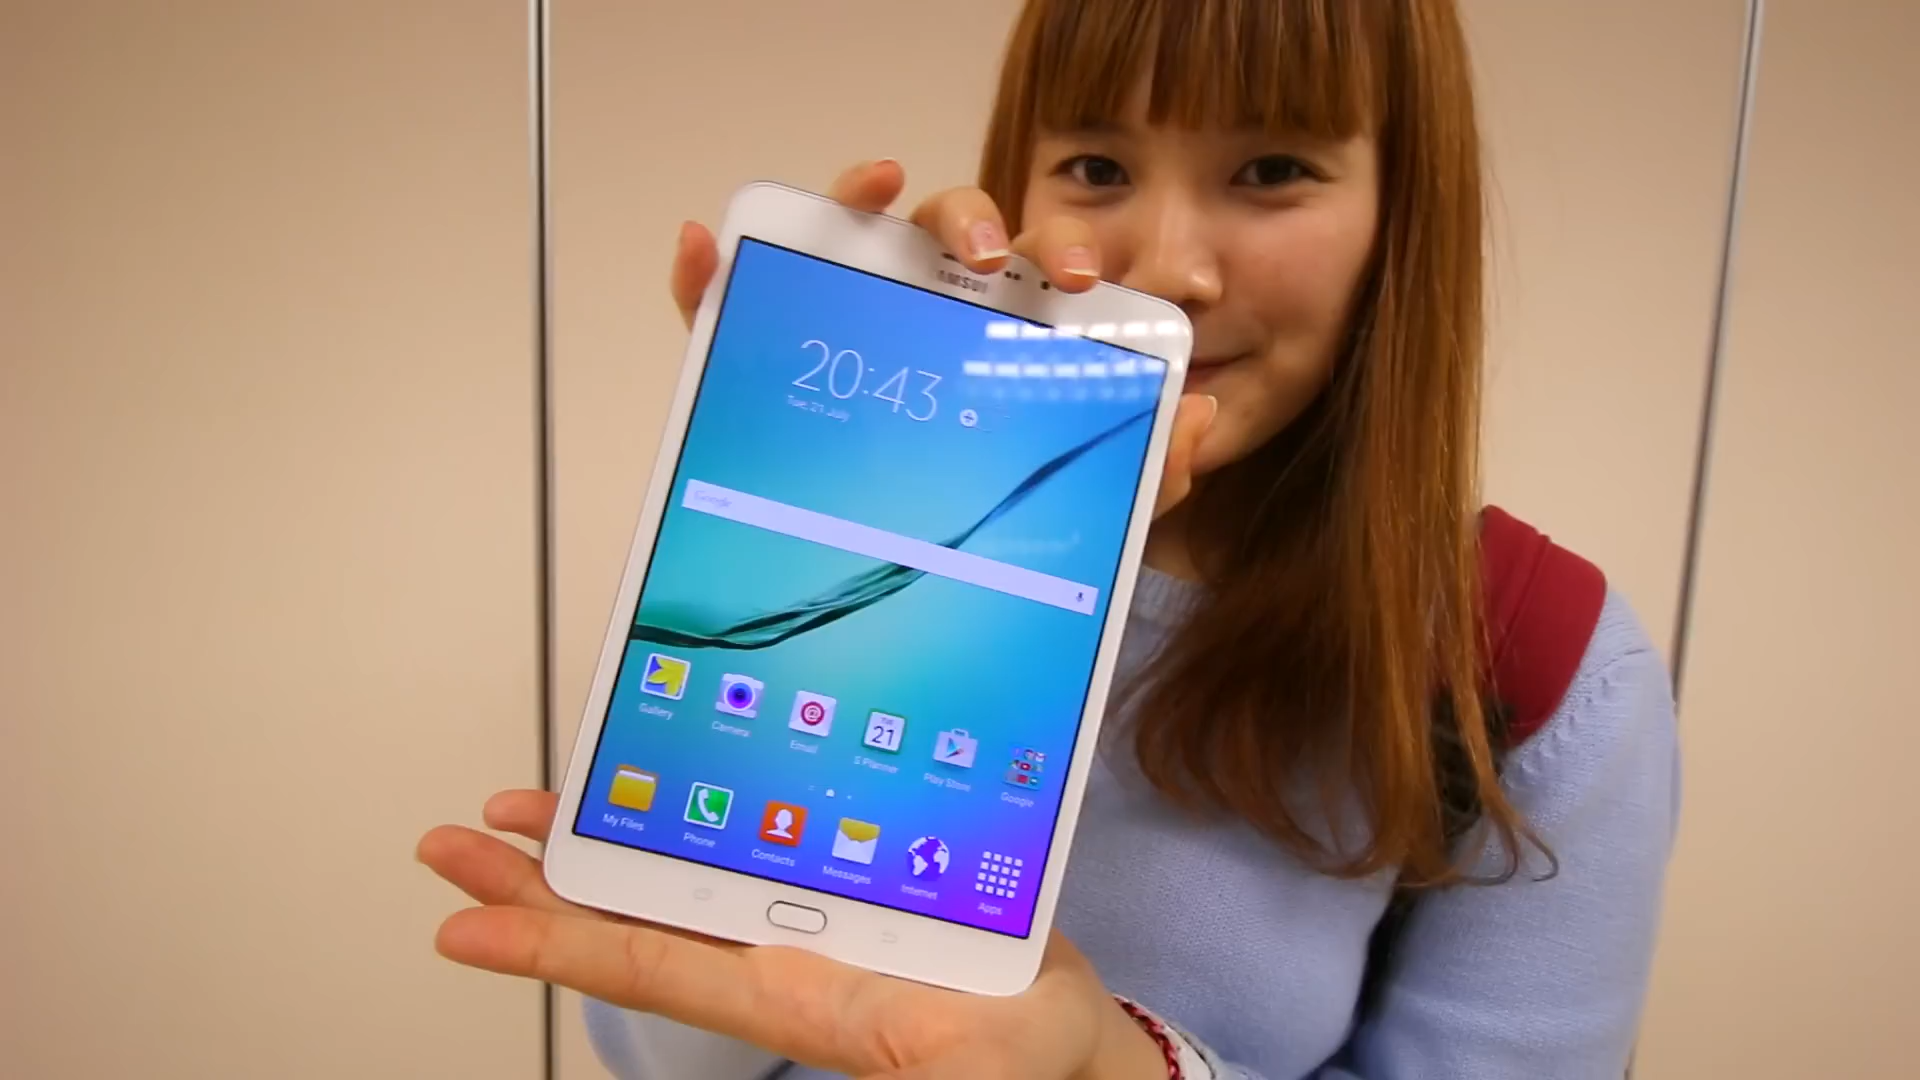 20:43
Tue, 21 July
Google
Gallery
Camera
Email
TUE
21
S Planner
Play Store
Google
My Files
Phone
Contacts
Messages
Internet
Apps